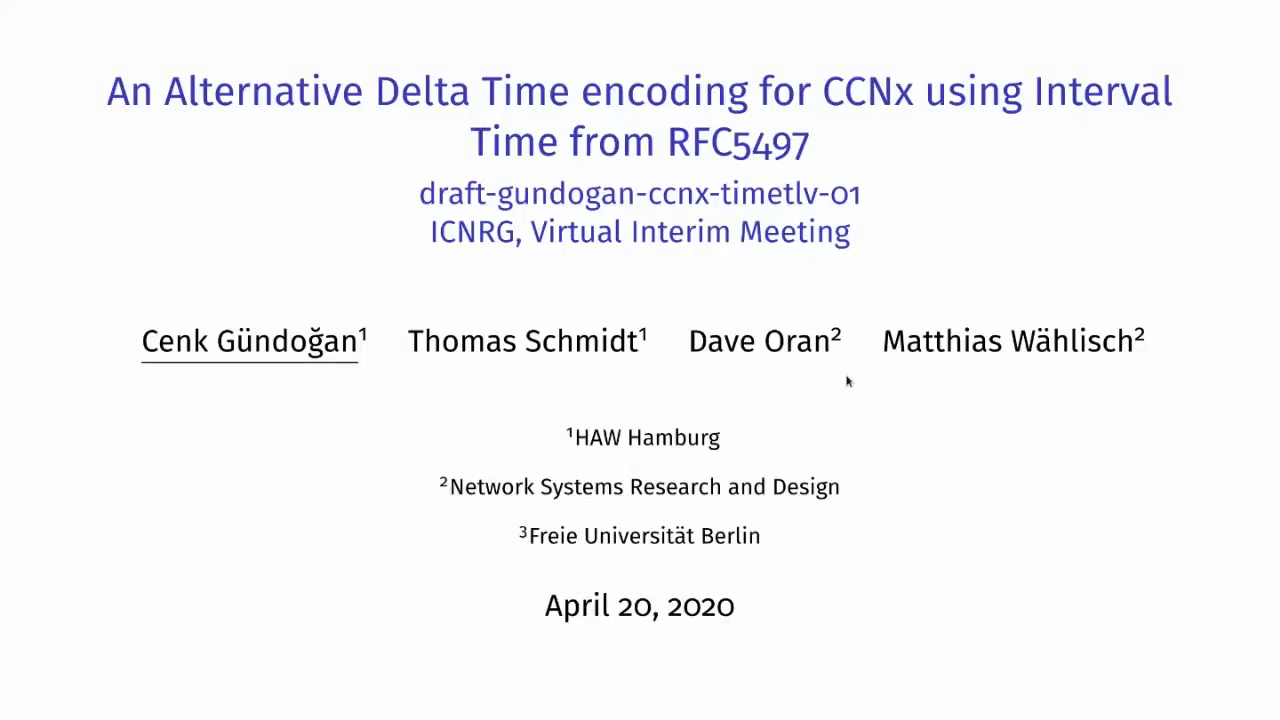 An Alternative Delta Time encoding for CCNx using Interval
Time from RFC5497
draft-gundogan-ccnx-timetlv-01
ICNRG, Virtual Interim Meeting
Cenk Gündoğan¹ Thomas Schmidt¹ Dave Oran² Matthias Wählisch²
¹HAW Hamburg
²Network Systems Research and Design
³Freie Universität Berlin
April 20, 2020